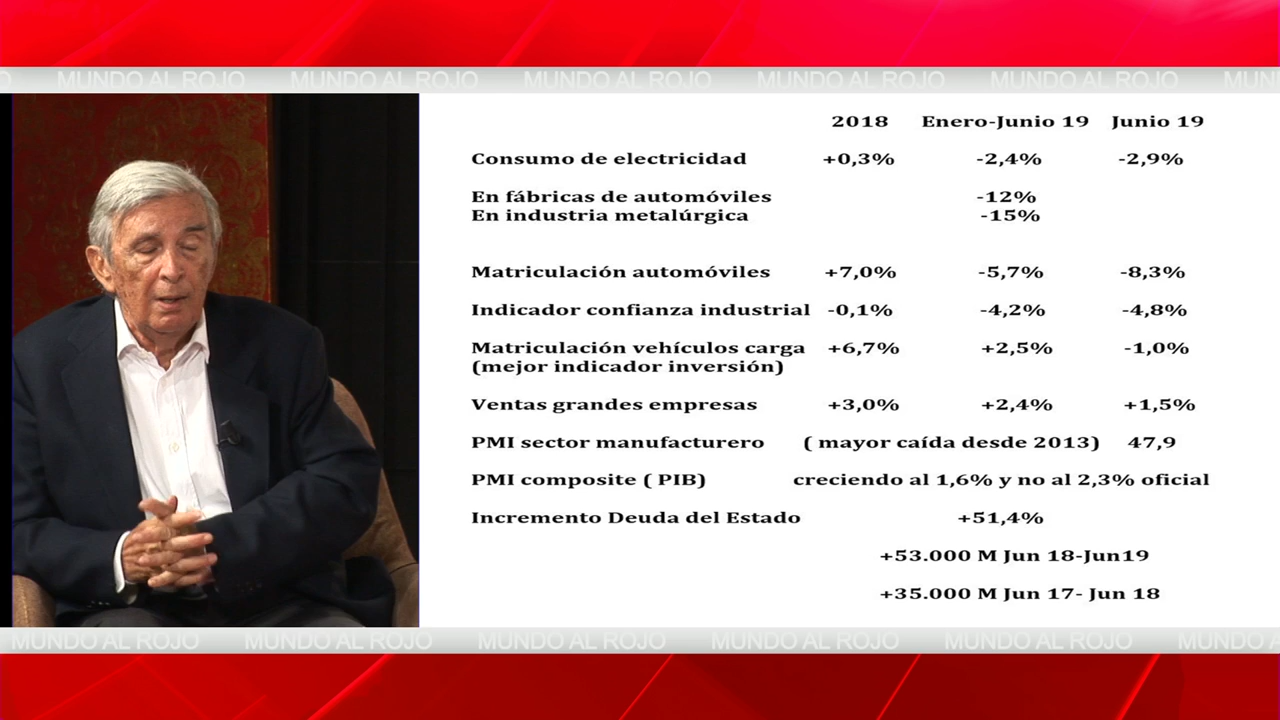 O MUNDO AL ROJO MUNDO AL ROJO MUNDO AL ROJO MUNDO AL ROJO MUNDO AL ROJO MUN
2018 Enero-Junio 19 Junio 19
Consumo de electricidad +0,3% -2,4% -2,9%
En fábricas de automóviles -12%
En industria metalúrgica -15%
Matriculación automóviles +7,0% -5,7% -8,3%
Indicador confianza industrial -0,1% -4,2% -4,8%
Matriculación vehículos carga +6,7% +2,5% -1,0%
(mejor indicador inversión)
Ventas grandes empresas +3,0% +2,4% +1,5%
PMI sector manufacturero ( mayor caída desde 2013) 47,9
PMI composite ( PIB) creciendo al 1,6% y no al 2,3% oficial
Incremento Deuda del Estado +51,4%
+53.000 M Jun 18-Jun19
+35.000 M Jun 17- Jun 18
MUNDO AL ROJO MUNDO AL ROJO MUNDO AL ROJO MUNDO AL ROJO MUNDO AL ROJO MUNDO AL